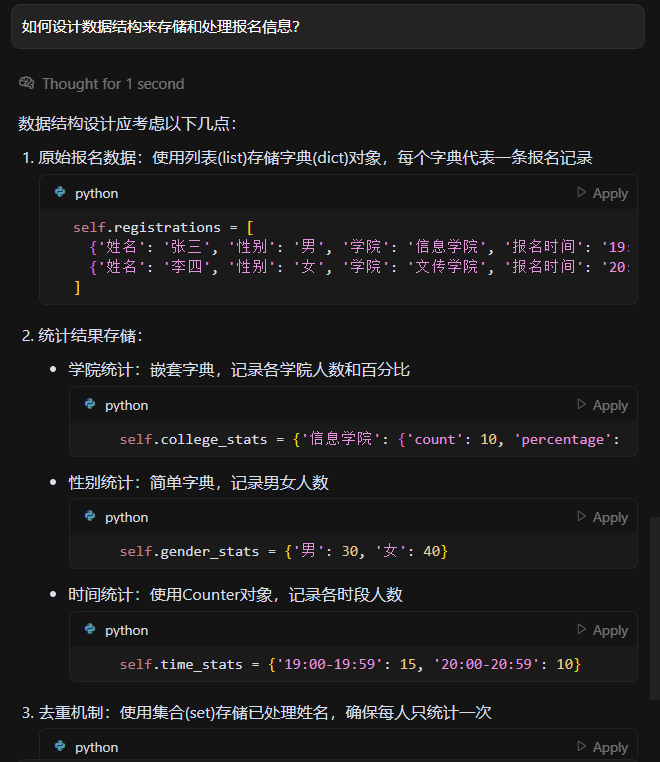 如何设计数据结构来存储和处理报名信息？
Thought for 1 second
数据结构设计应考虑以下几点：
1. 原始报名数据：使用列表(list)存储字典(dict)对象，每个字典代表一条报名记录
python
Apply
self.registrations = [
{'姓名': '张三', '性别': '男', '学院': '信息学院', '报名时间': '19:
{'姓名': '李四', '性别': '女', '学院': '文传学院', '报名时间': '20:
]
2. 统计结果存储：
• 学院统计：嵌套字典，记录各学院人数和百分比
python
Apply
self.college_stats = {'信息学院': {'count': 10, 'percentage':
• 性别统计：简单字典，记录男女人数
python
Apply
self.gender_stats = {'男': 30, '女': 40}
• 时间统计：使用Counter对象，记录各时段人数
python
Apply
self.time_stats = {'19:00-19:59': 15, '20:00-20:59': 10}
3. 去重机制：使用集合(set)存储已处理姓名，确保每人只统计一次
python
Apply